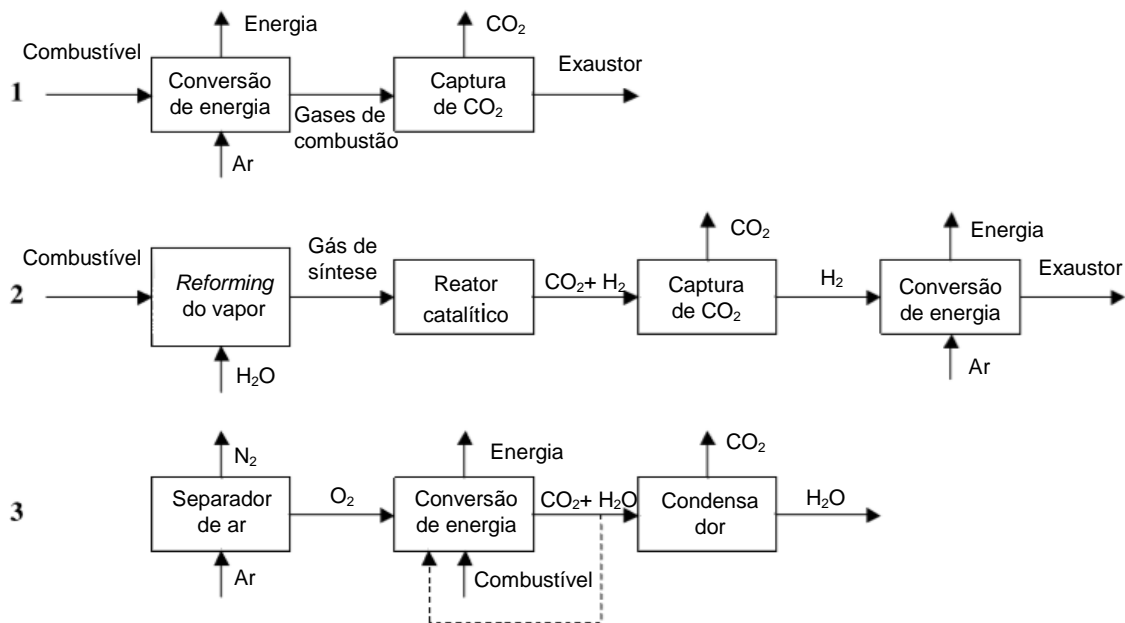 Energia
CO₂
Combustível
Exaustor
1
Conversão
de energia
Captura
de CO₂
Gases de
combustão
Ar
CO₂
Energia
Combustível
Gás de
síntese
CO₂+ H₂
H₂
Exaustor
2
Reforming
do vapor
Reator
catalítico
Captura
de CO₂
Conversão
de energia
H₂O
Ar
N₂
Energia
CO₂
3
Separador
de ar
O₂
Conversão
de energia
CO₂+ H₂O
Condensa
dor
H₂O
Ar
Combustível